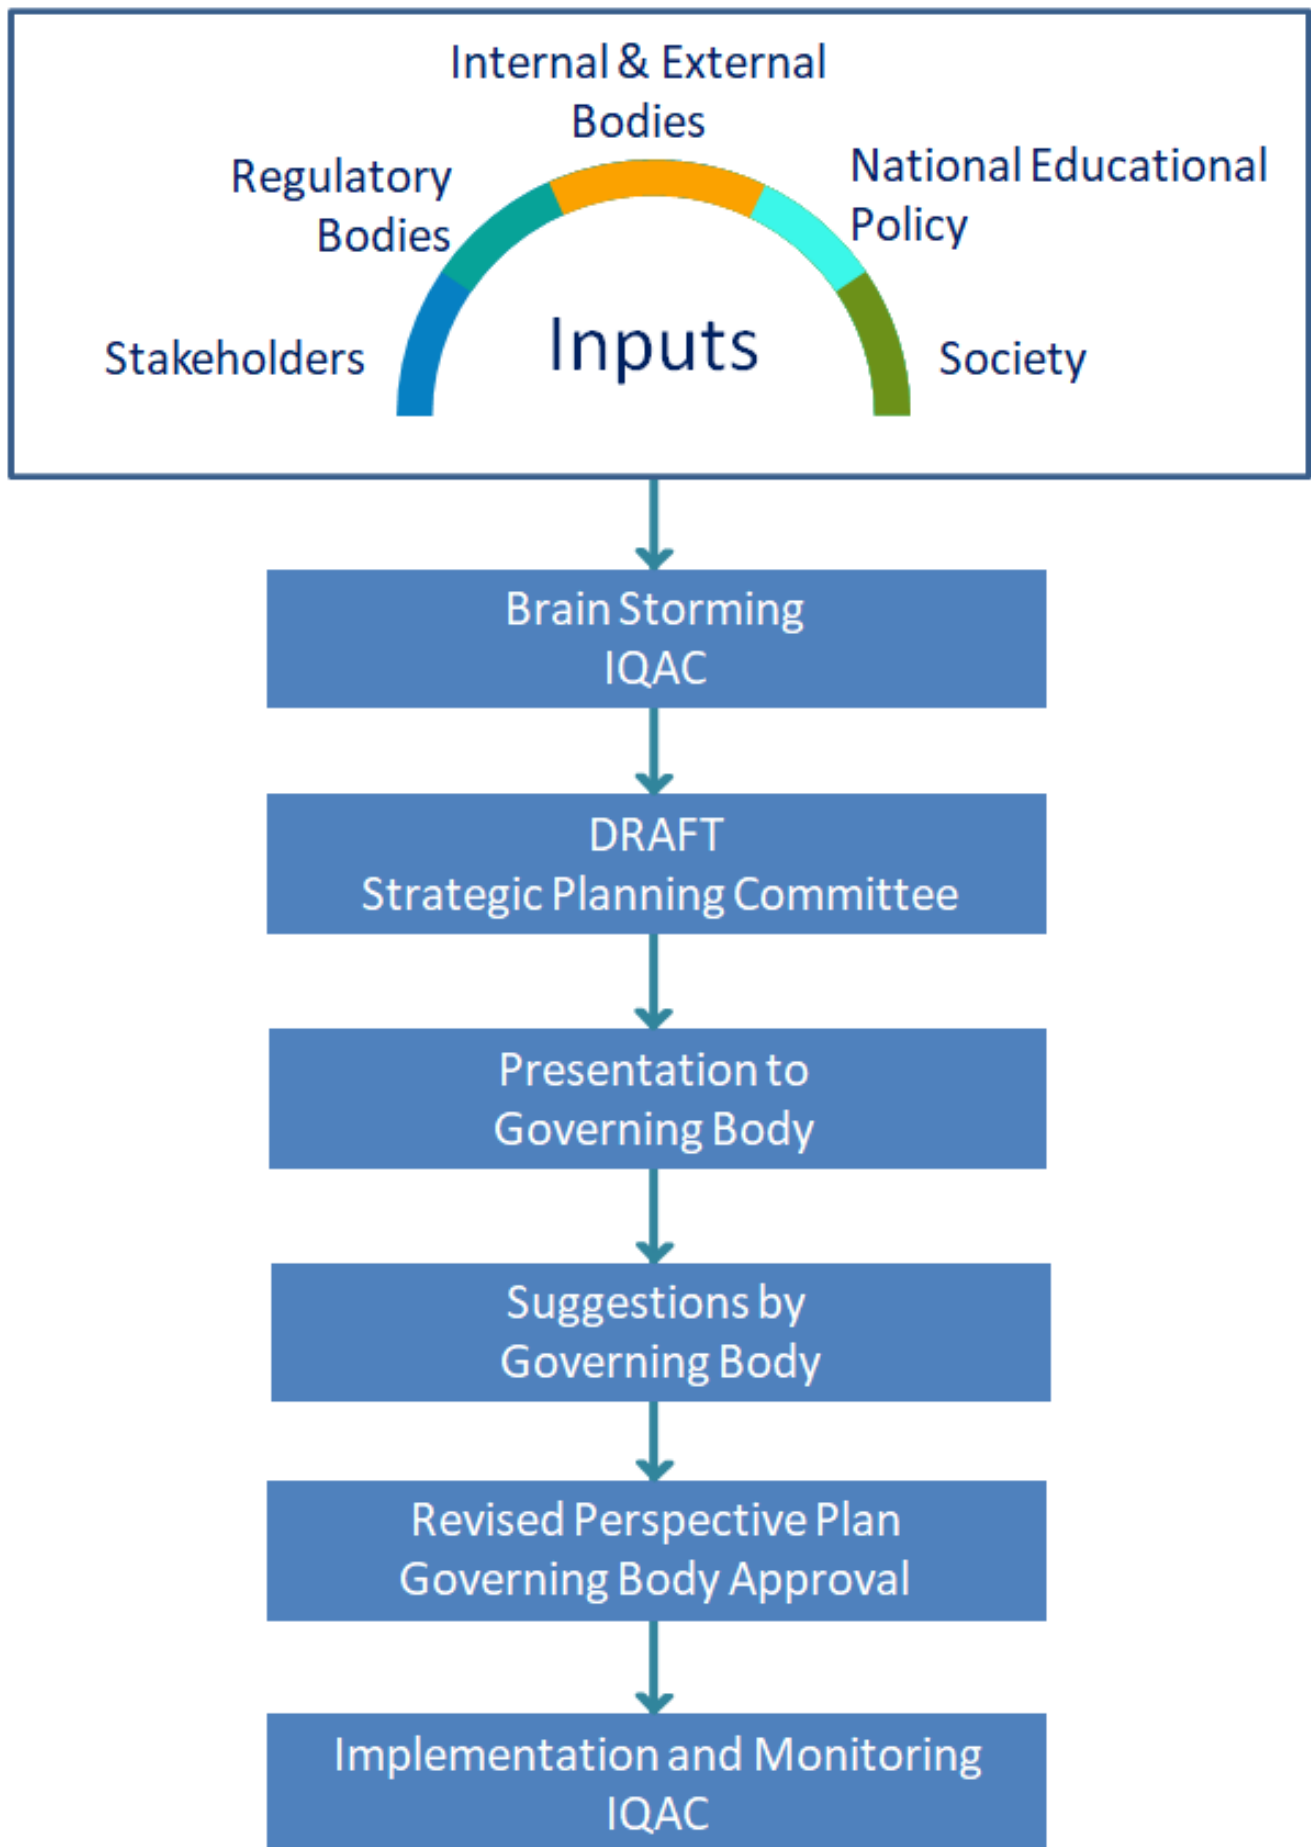 Internal & External
Bodies
Regulatory
Bodies
National Educational
Policy
Stakeholders
Inputs
Society
Brain Storming
IQAC
DRAFT
Strategic Planning Committee
Presentation to
Governing Body
Suggestions by
Governing Body
Revised Perspective Plan
Governing Body Approval
Implementation and Monitoring
IQAC